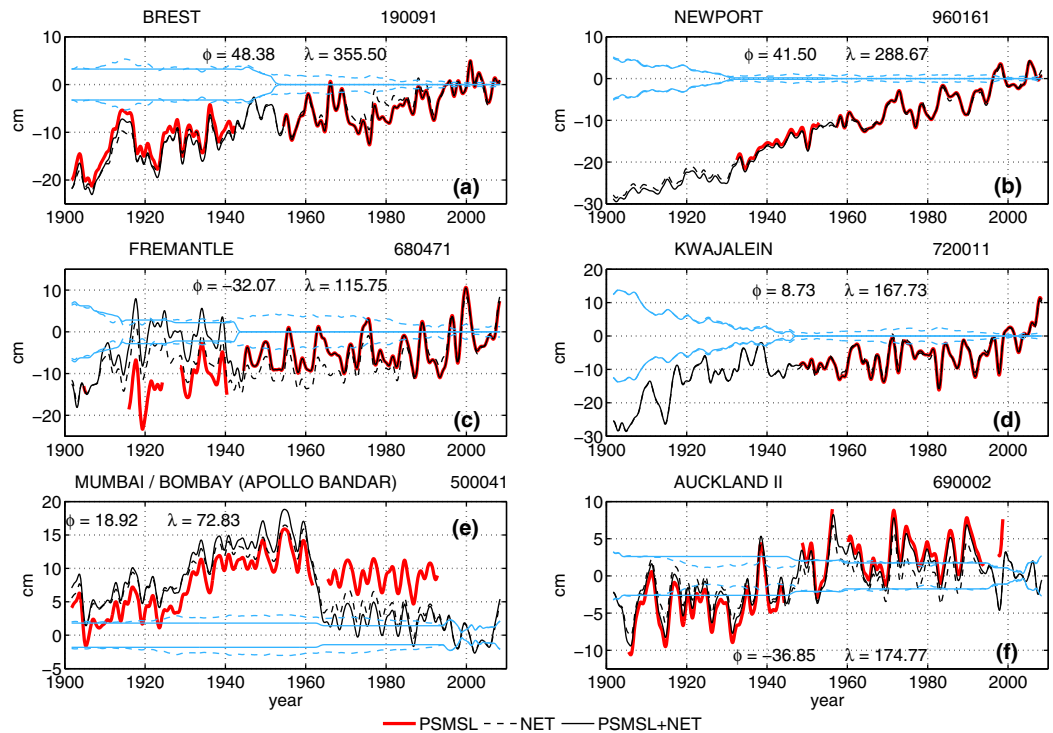 BREST 190091 NEWPORT 960161
10 10
ϕ = 48.38 λ = 355.50 ϕ = 41.50 λ = 288.67
0 0
cm cm
−10 −10
−20 −20
(a) (b)
−30
1900 1920 1940 1960 1980 2000 1900 1920 1940 1960 1980 2000
FREMANTLE 680471 KWAJALEIN 720011
20 20
ϕ = −32.07 λ = 115.75 ϕ = 8.73 λ = 167.73
10 10
0 0
cm cm
−10 −10
−20 −20
(c) (d)
−30
1900 1920 1940 1960 1980 2000 1900 1920 1940 1960 1980 2000
MUMBAI / BOMBAY (APOLLO BANDAR) 500041 AUCKLAND II 690002
20 10
ϕ = 18.92 λ = 72.83 (e)
15 5
10
cm cm
5 0
0 −5
−10
−5
ϕ = −36.85 λ = 174.77 (f)
1900 1920 1940 1960 1980 2000 1900 1920 1940 1960 1980 2000
year year
PSMSL NET PSMSL+NET